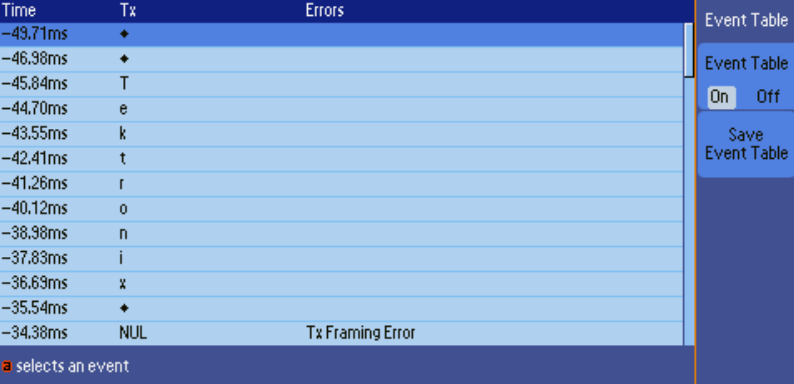 Time Tx Errors
Event Table
−49.71ms ◆
−46.98ms ◆
Event Table
On Off
−45.84ms T
−44.70ms e
−43.55ms k
Save
Event Table
−42.41ms t
−41.26ms r
−40.12ms o
−38.98ms n
−37.83ms i
−36.69ms x
−35.54ms ◆
−34.38ms NUL Tx Framing Error
a selects an event